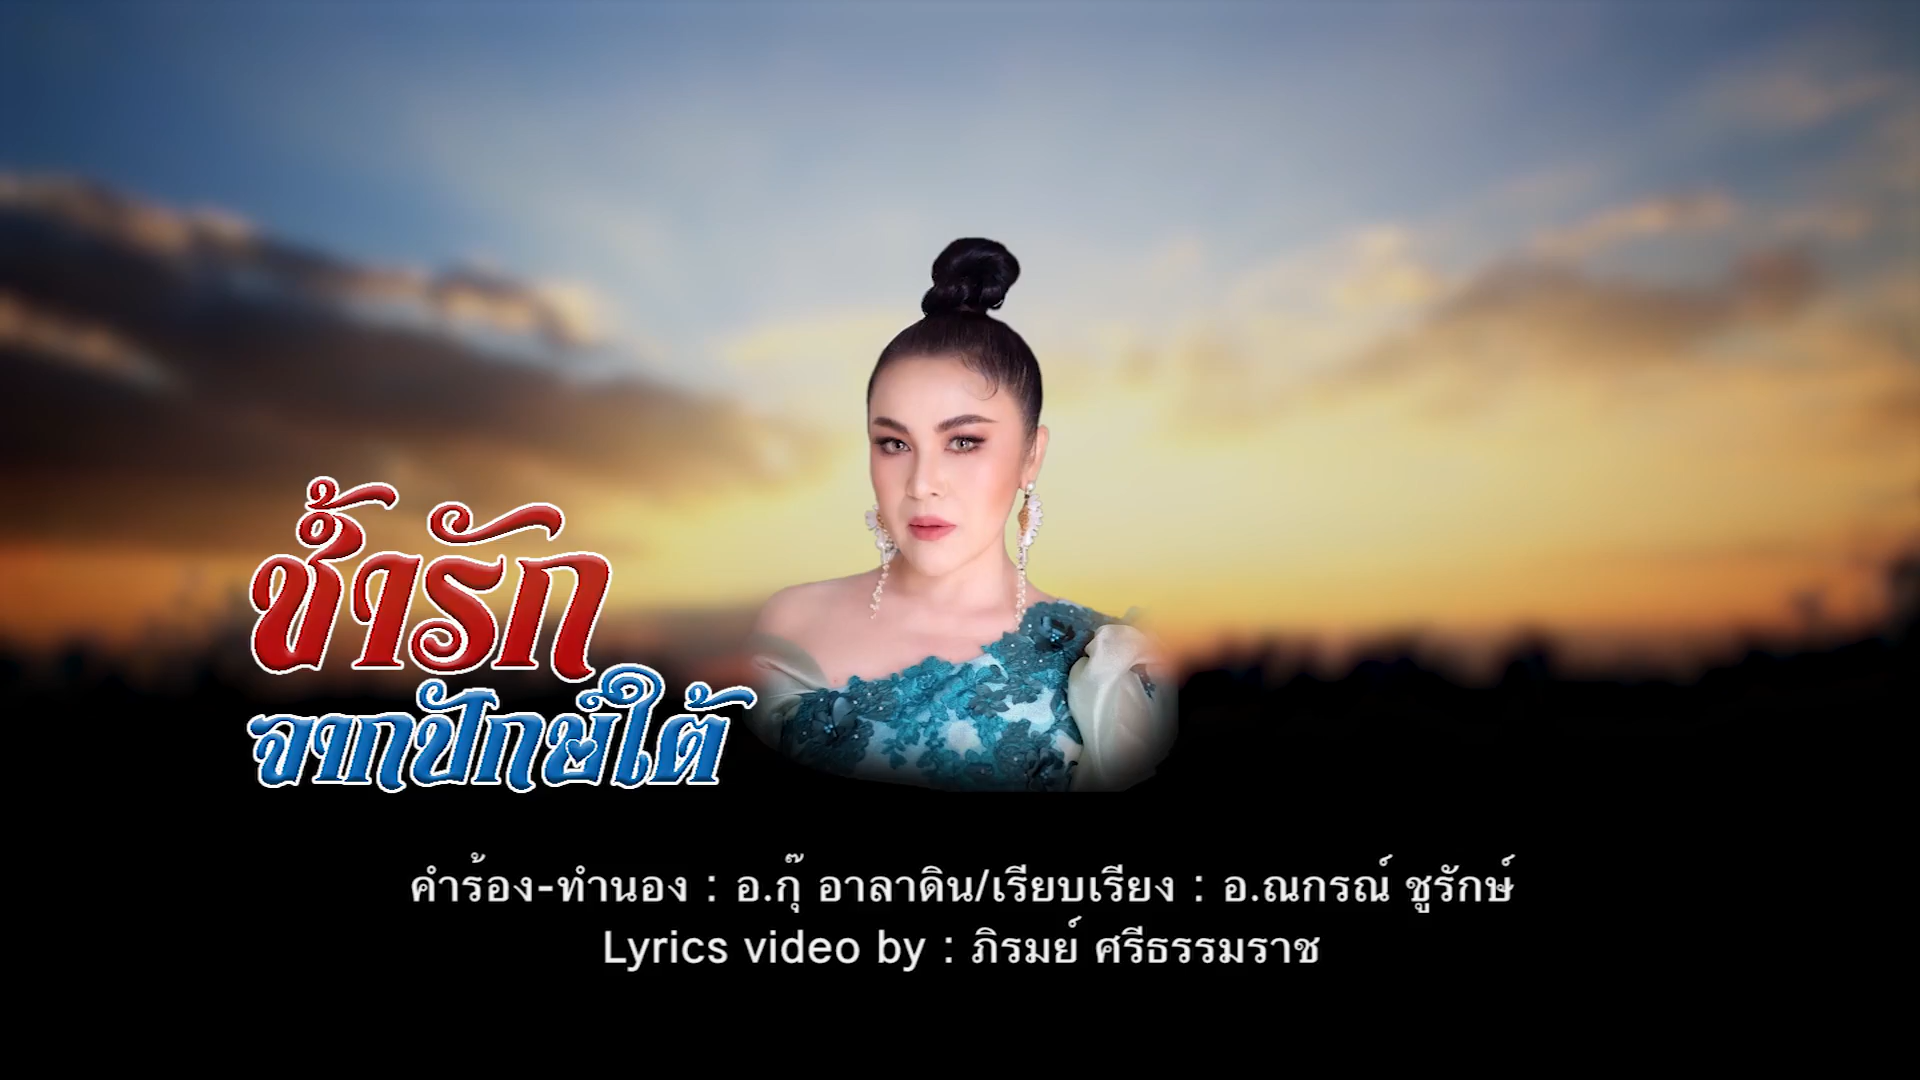 ช้ำรัก
จากปักษ์ใต้
คำร้อง-ทำนอง : อ.กุ๊ อาลาดิน/เรียบเรียง : อ.ณกรณ์ ชูรักษ์
Lyrics video by : ภิรมย์ ศรีธรรมราช